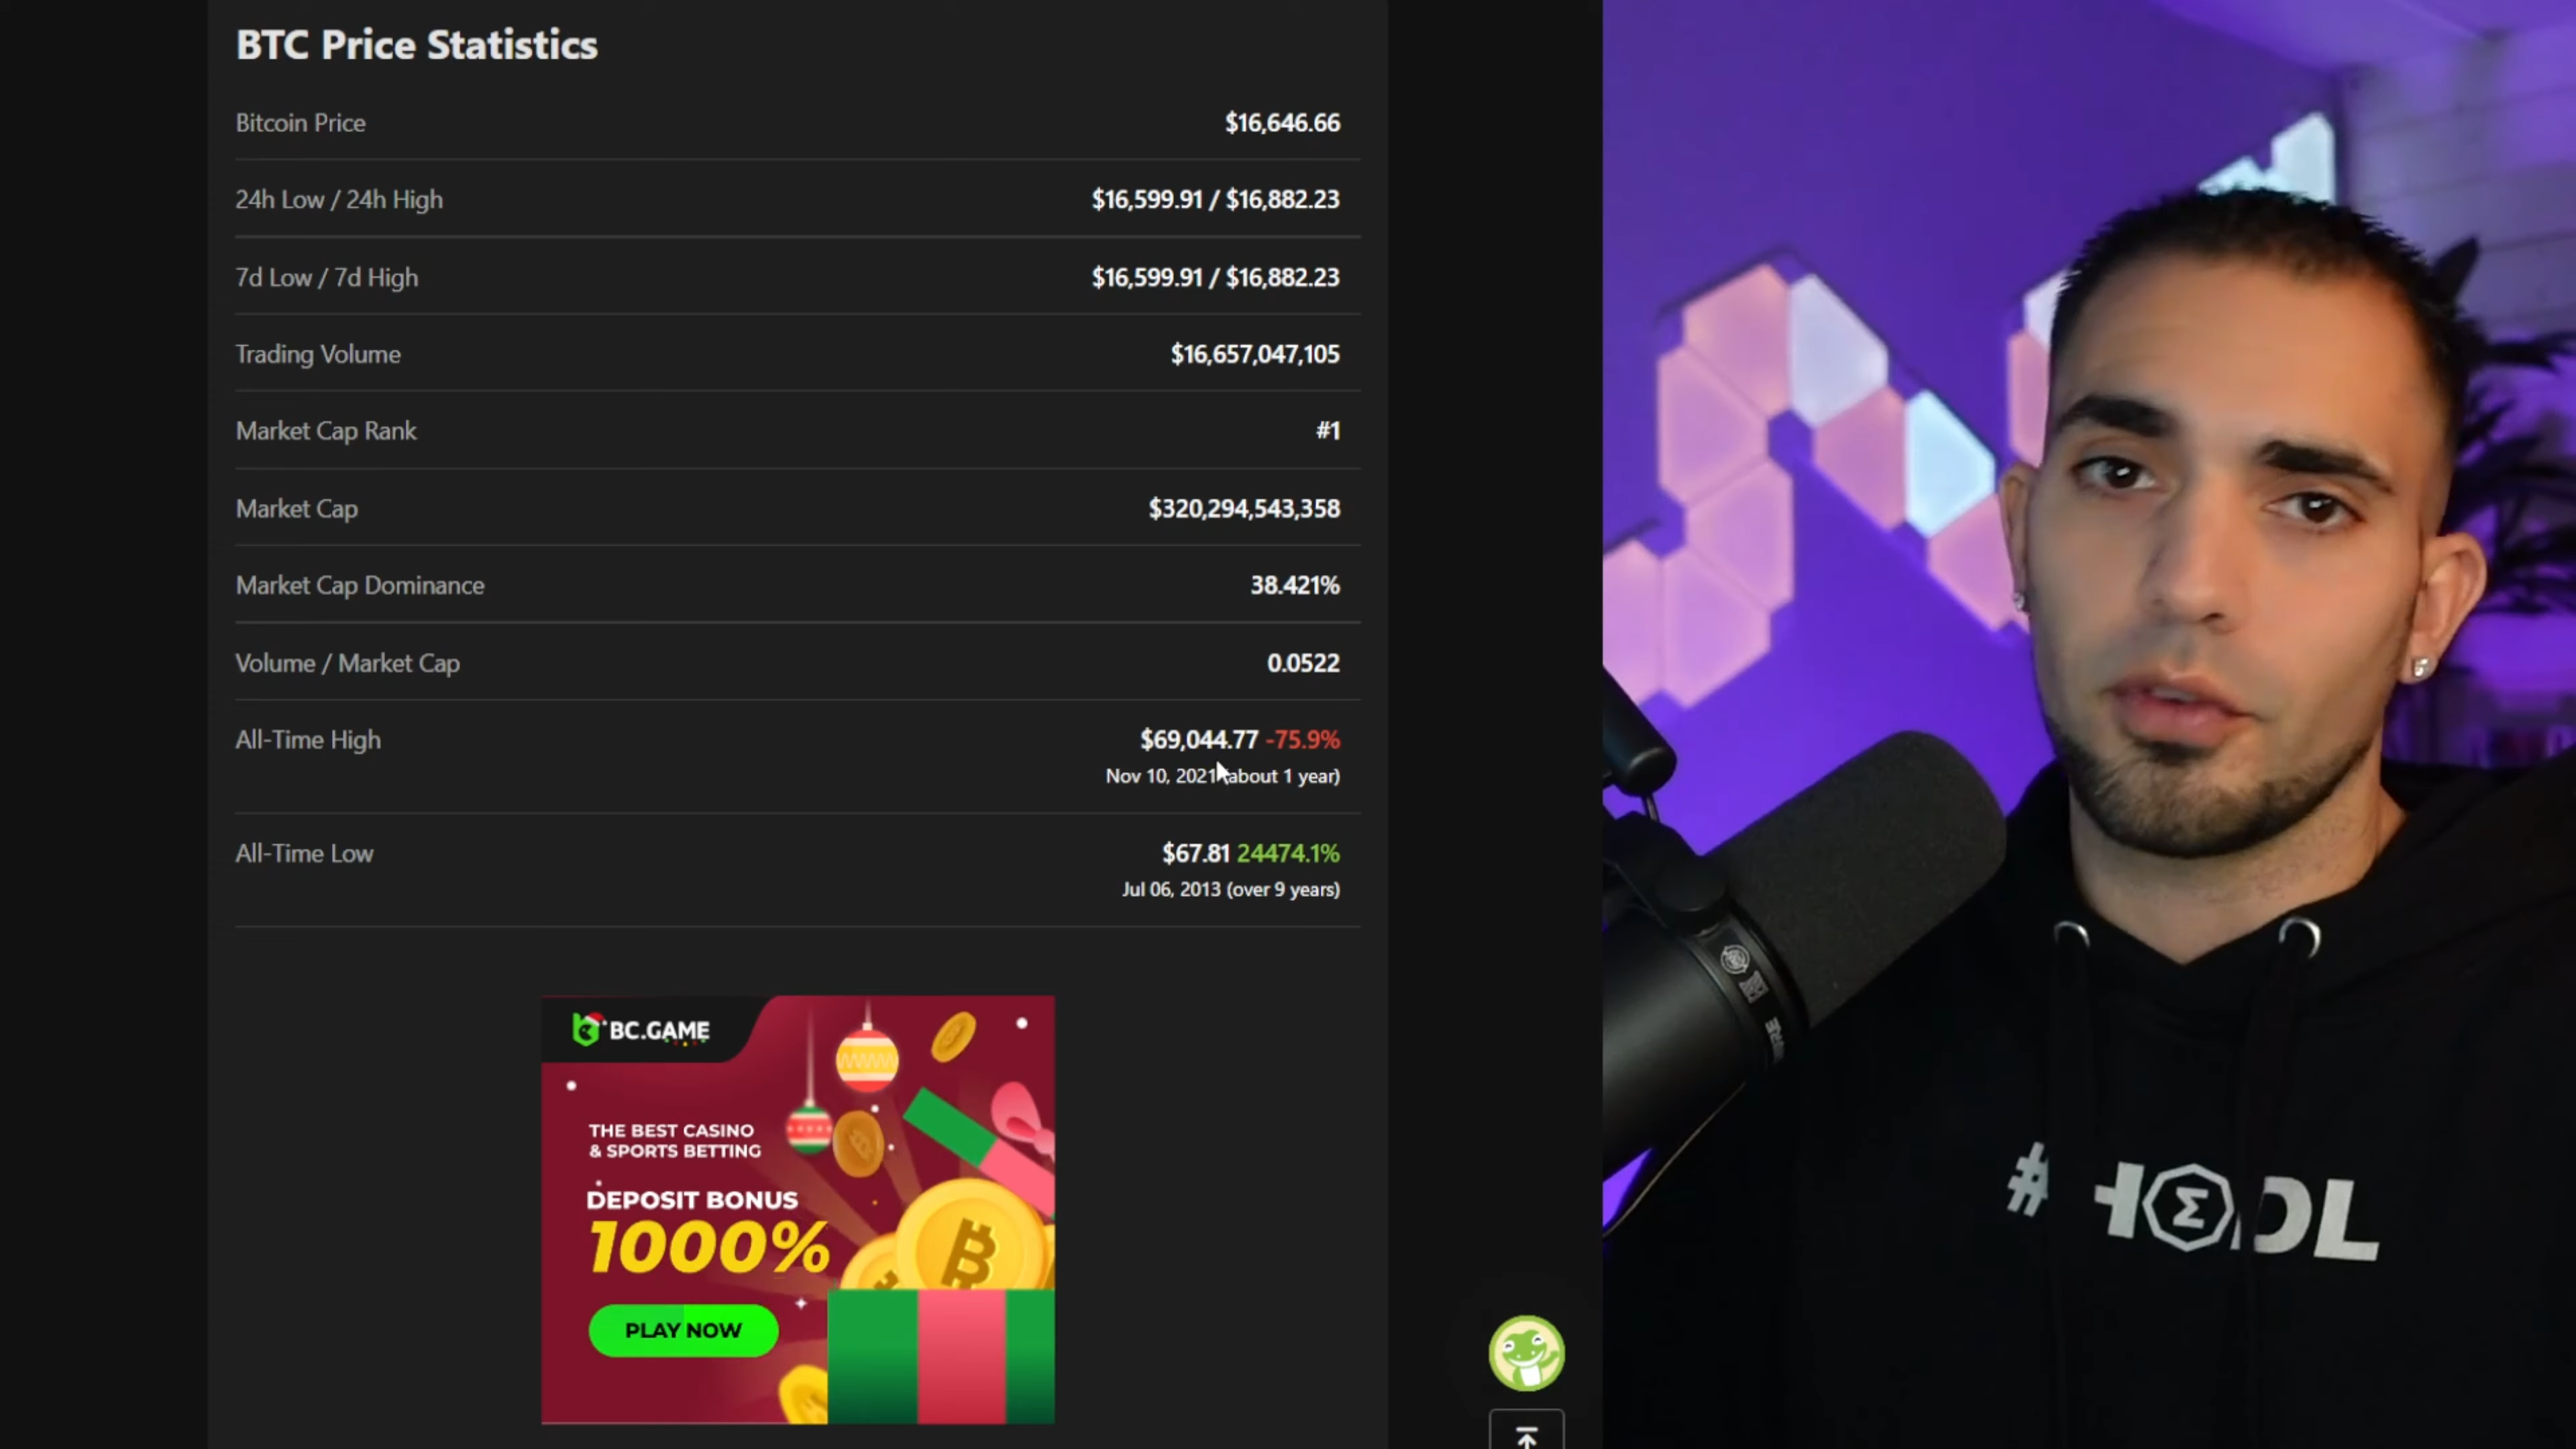 BTC Price Statistics
Bitcoin Price $16,646.66
24h Low / 24h High $16,599.91 / $16,882.23
7d Low / 7d High $16,599.91 / $16,882.23
Trading Volume $16,657,047,105
Market Cap Rank #1
Market Cap $320,294,543,358
Market Cap Dominance 38.421%
Volume / Market Cap 0.0522
All-Time High $69,044.77 -75.9%
Nov 10, 2021 (about 1 year)
All-Time Low $67.81 24474.1%
Jul 06, 2013 (over 9 years)
BC.GAME
THE BEST CASINO
& SPORTS BETTING
DEPOSIT BONUS
1000%
PLAY NOW
#HODL